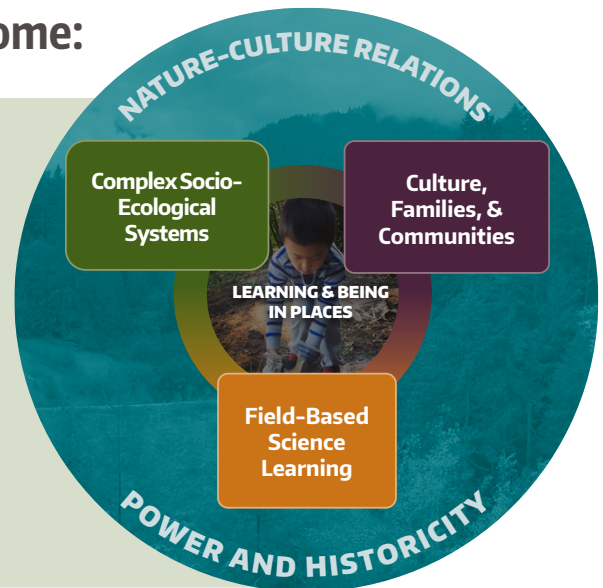 ome:
NATURE-CULTURE RELATIONS
Complex Socio-
Ecological
Systems
Culture,
Families, &
Communities
LEARNING & BEING
IN PLACES
Field-Based
Science
Learning
POWER AND HISTORICITY